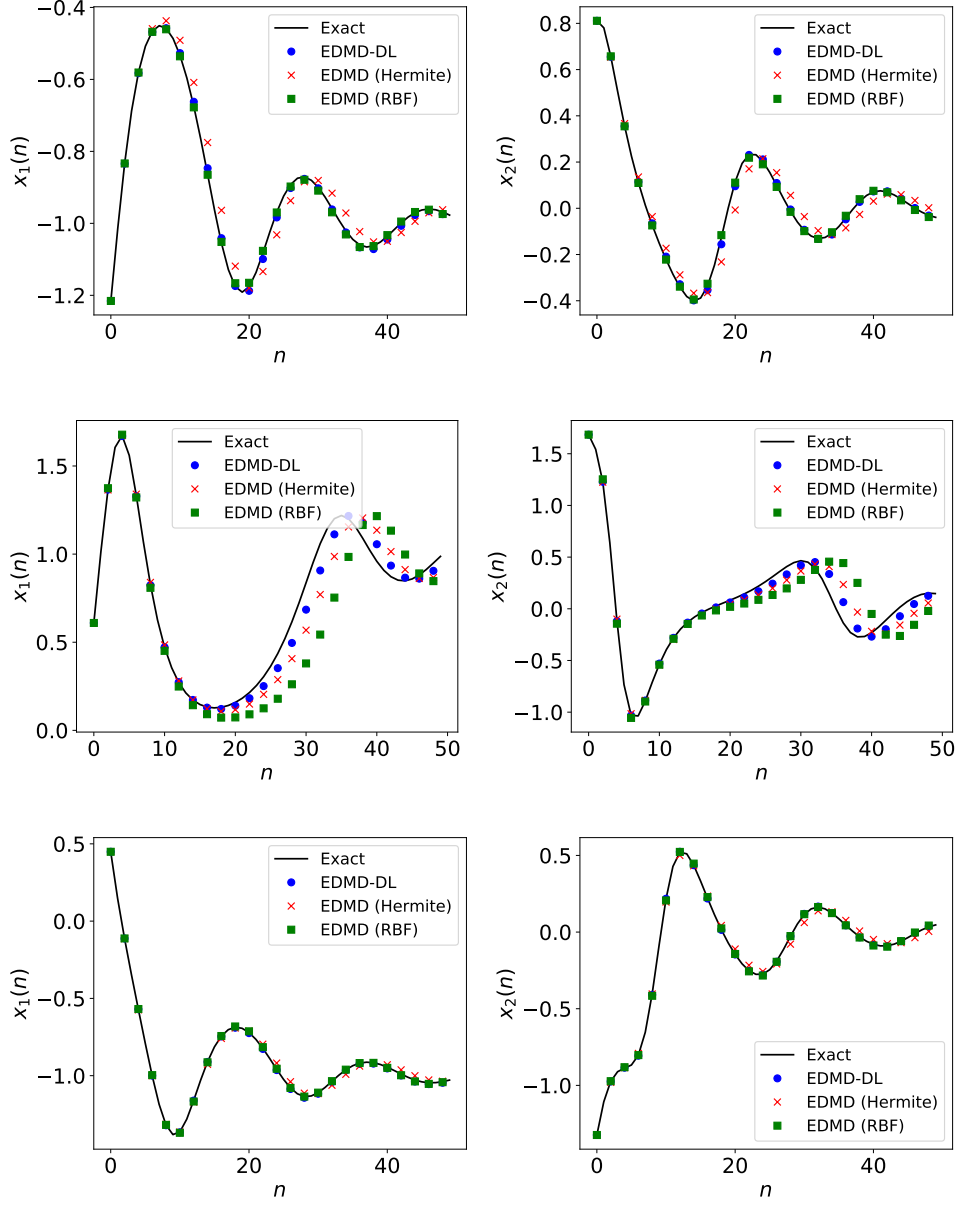 −0.4
−0.6
−0.8
−1.0
−1.2
x₁(n)
0
20
40
n
Exact
EDMD-DL
EDMD (Hermite)
EDMD (RBF)
0.8
0.6
0.4
0.2
0.0
−0.2
−0.4
x₂(n)
0
20
40
n
Exact
EDMD-DL
EDMD (Hermite)
EDMD (RBF)
1.5
1.0
0.5
0.0
x₁(n)
0
10
20
30
40
50
n
Exact
EDMD-DL
EDMD (Hermite)
EDMD (RBF)
1.5
1.0
0.5
0.0
−0.5
−1.0
x₂(n)
0
10
20
30
40
50
n
Exact
EDMD-DL
EDMD (Hermite)
EDMD (RBF)
0.5
0.0
−0.5
−1.0
x₁(n)
0
20
40
n
Exact
EDMD-DL
EDMD (Hermite)
EDMD (RBF)
0.5
0.0
−0.5
−1.0
x₂(n)
0
20
40
n
Exact
EDMD-DL
EDMD (Hermite)
EDMD (RBF)